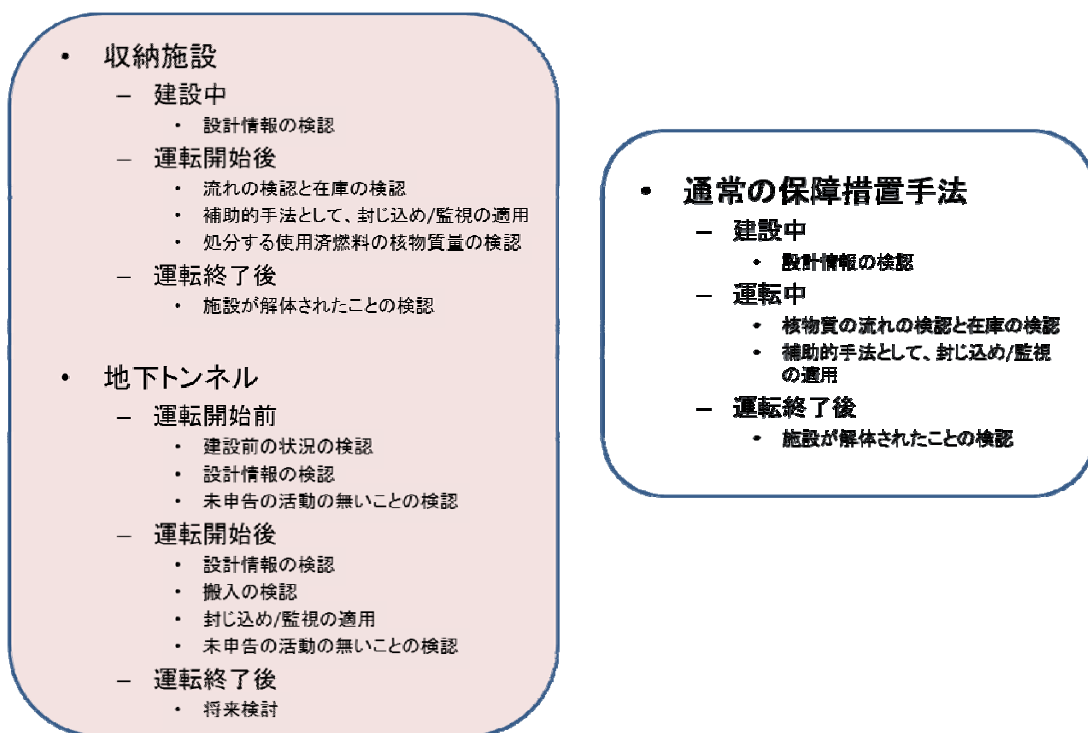 • 収納施設
– 建設中
• 設計情報の検認
– 運転開始後
• 流れの検認と在庫の検認
• 補助的手法として、封じ込め/監視の適用
• 処分する使用済燃料の核物質量の検認
– 運転終了後
• 施設が解体されたことの検認
• 地下トンネル
– 運転開始前
• 建設前の状況の検認
• 設計情報の検認
• 未申告の活動の無いことの検認
– 運転開始後
• 設計情報の検認
• 搬入の検認
• 封じ込め/監視の適用
• 未申告の活動の無いことの検認
– 運転終了後
• 将来検討
• 通常の保障措置手法
– 建設中
• 設計情報の検認
– 運転中
• 核物質の流れの検認と在庫の検認
• 補助的手法として、封じ込め/監視
の適用
– 運転終了後
• 施設が解体されたことの検認